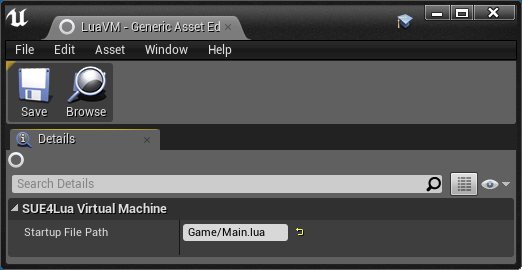 LuaVM - Generic Asset Ed
File Edit Asset Window Help
Save Browse
Details
Search Details
SUE4Lua Virtual Machine
Startup File Path Game/Main.lua